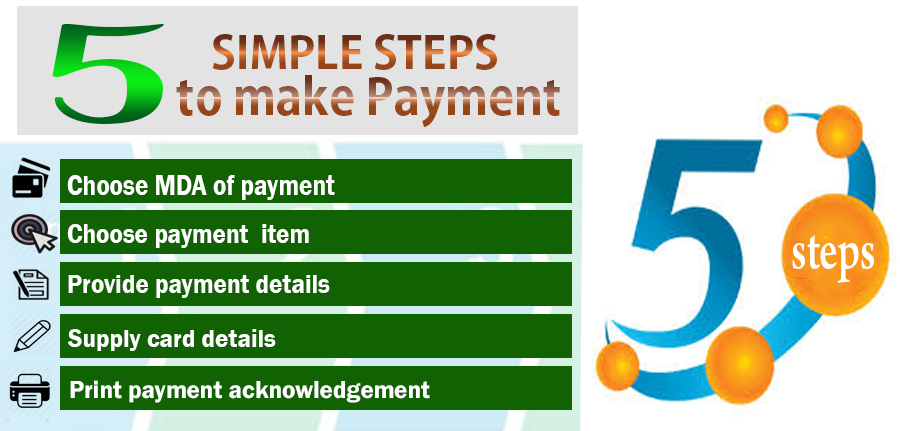 5 SIMPLE STEPS
to make Payment
Choose MDA of payment
Choose payment item
Provide payment details
Supply card details
Print payment acknowledgement
5 steps